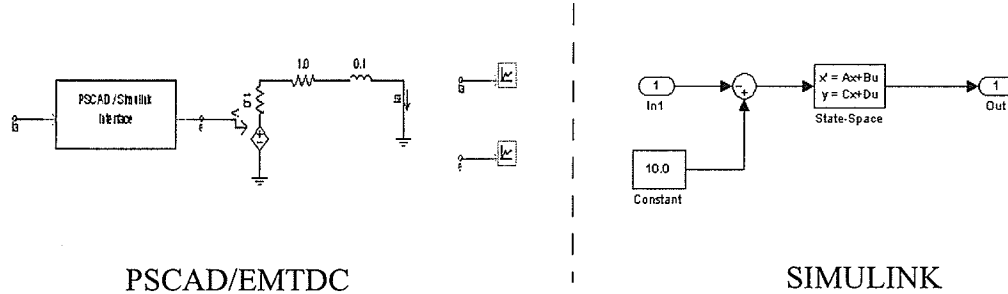 1.0
0.1
PSCAD / Simulink
Interface
0.1
PSCAD/EMTDC
1
In1
10.0
Constant
x' = Ax+Bu
y = Cx+Du
State-Space
1
Out
SIMULINK